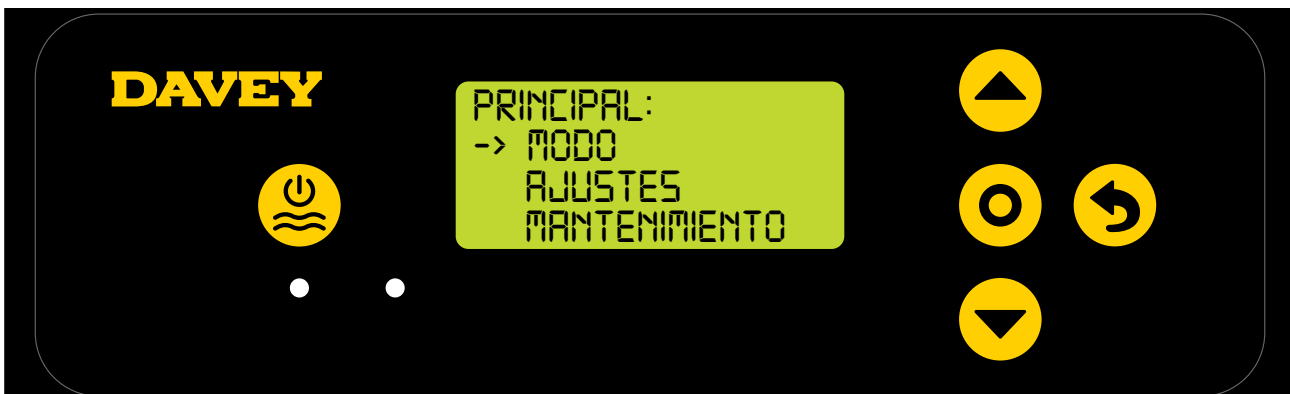 DAVEY
PRINCIPAL:
-> MODO
AJUSTES
MANTENIMIENTO